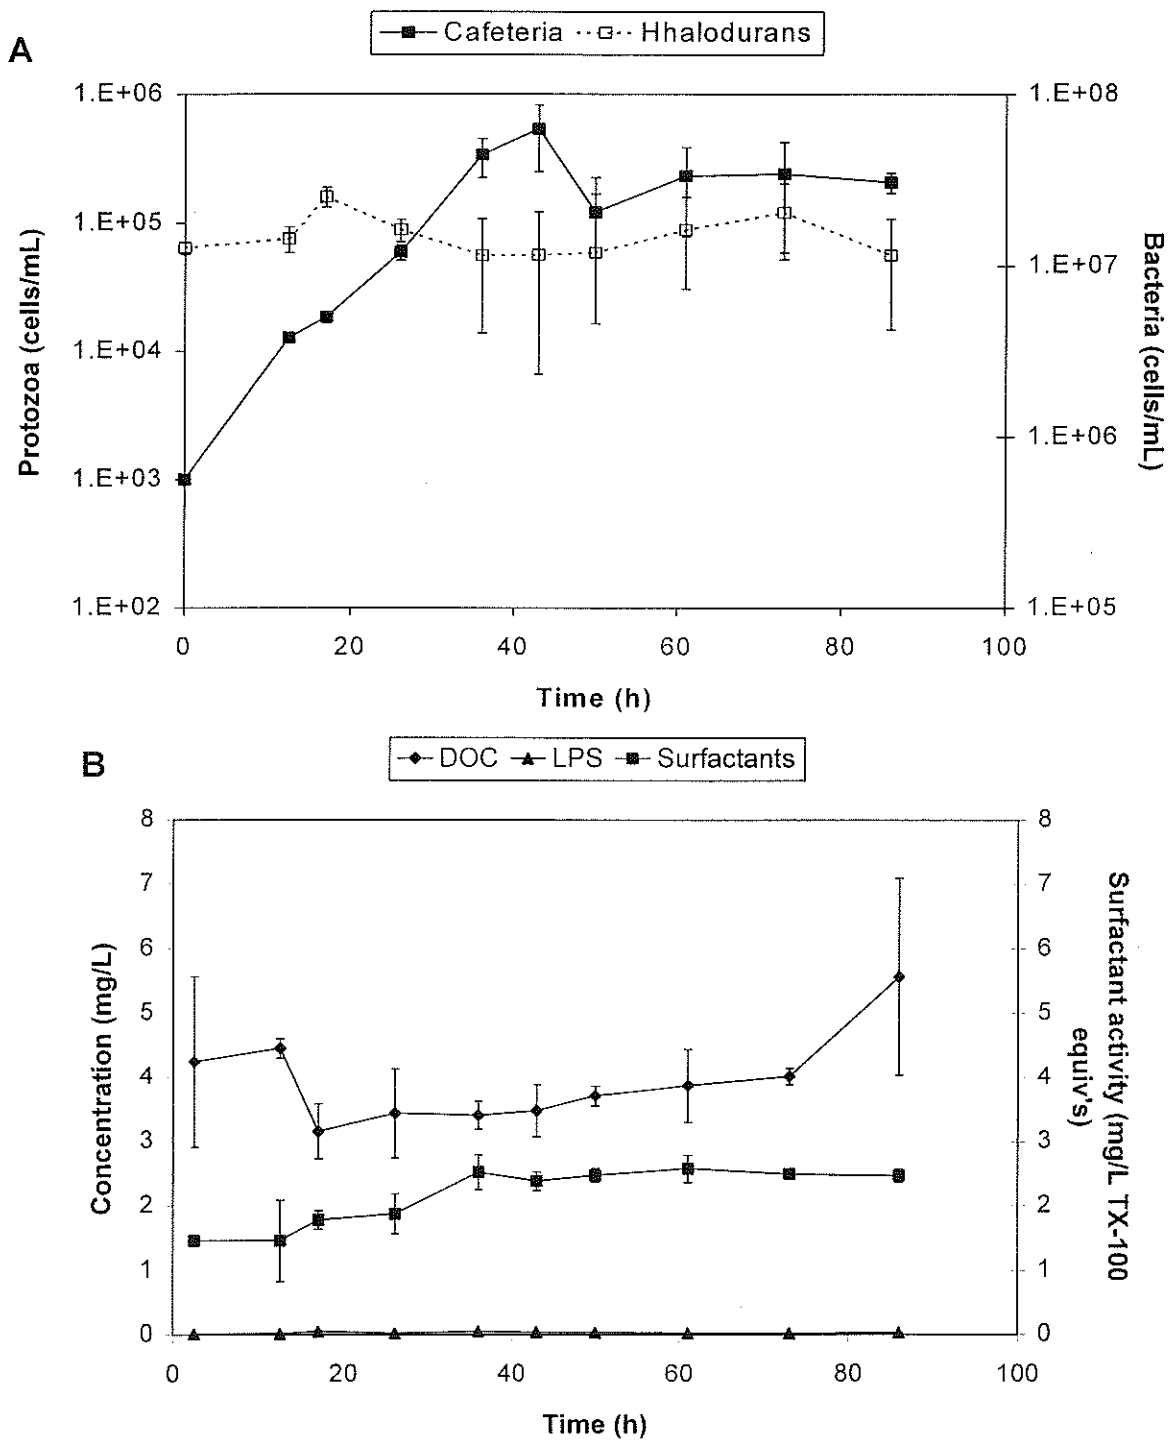 A
Cafeteria Hhalodurans
1.E+06
1.E+05
1.E+04
1.E+03
1.E+02
Protozoa (cells/mL)
1.E+08
1.E+07
1.E+06
1.E+05
Bacteria (cells/mL)
0 20 40 60 80 100
Time (h)
B
DOC LPS Surfactants
8
7
6
5
4
3
2
1
0
Concentration (mg/L)
8
7
6
5
4
3
2
1
0
Surfactant activity (mg/L TX-100
equiv's)
0 20 40 60 80 100
Time (h)